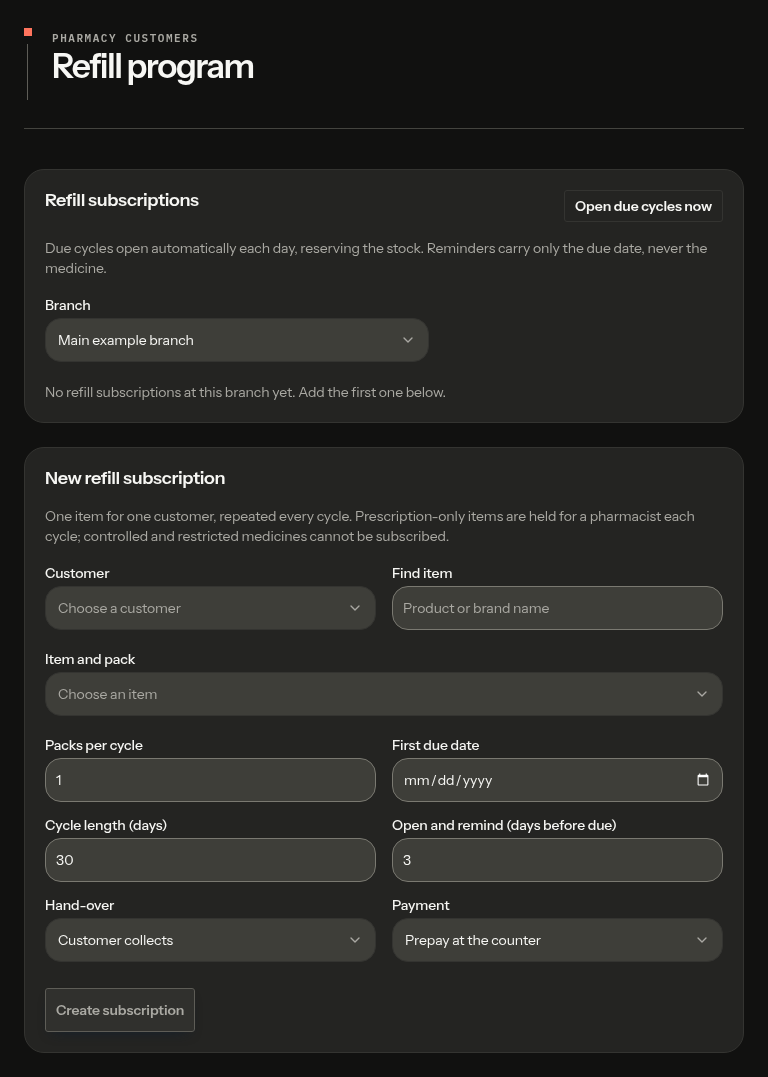 PHARMACY CUSTOMERS
Refill program
Refill subscriptions
Open due cycles now
Due cycles open automatically each day, reserving the stock. Reminders carry only the due date, never the
medicine.
Branch
Main example branch
No refill subscriptions at this branch yet. Add the first one below.
New refill subscription
One item for one customer, repeated every cycle. Prescription-only items are held for a pharmacist each
cycle; controlled and restricted medicines cannot be subscribed.
Customer
Find item
Choose a customer
Product or brand name
Item and pack
Choose an item
Packs per cycle
First due date
1
mm/dd/yyyy
Cycle length (days)
Open and remind (days before due)
30
3
Hand-over
Payment
Customer collects
Prepay at the counter
Create subscription